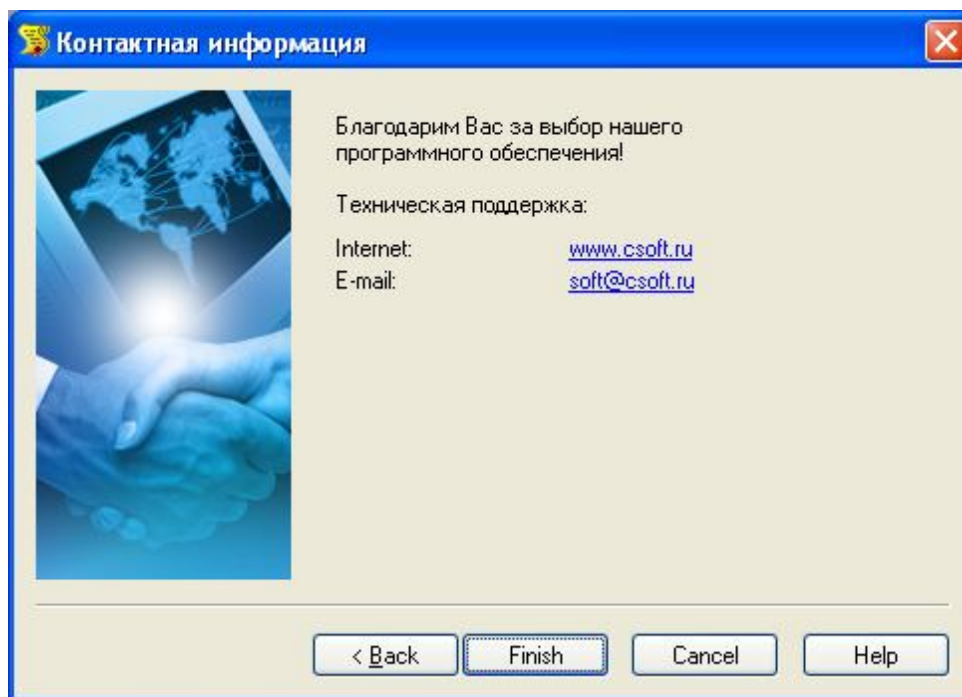 Контактная информация
Благодарим Вас за выбор нашего
программного обеспечения!
Техническая поддержка:
Internet: www.csoft.ru
E-mail: soft@csoft.ru
< Back Finish Cancel Help